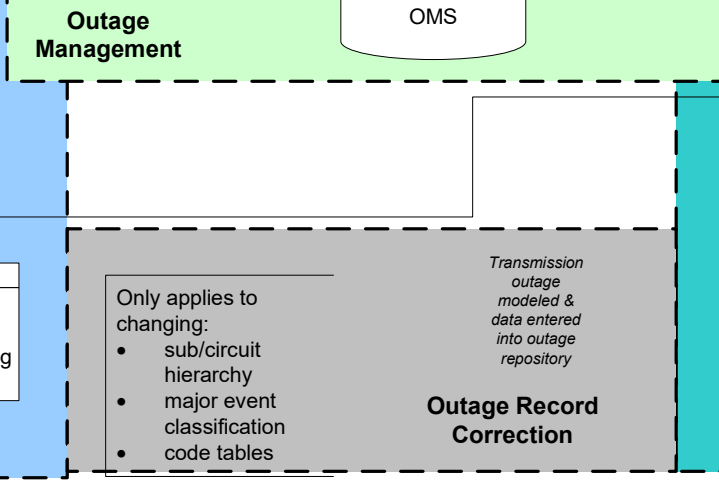 Outage
Management
OMS
Only applies to
changing:
• sub/circuit
hierarchy
• major event
classification
• code tables
Transmission
outage
modeled &
data entered
into outage
repository
Outage Record
Correction